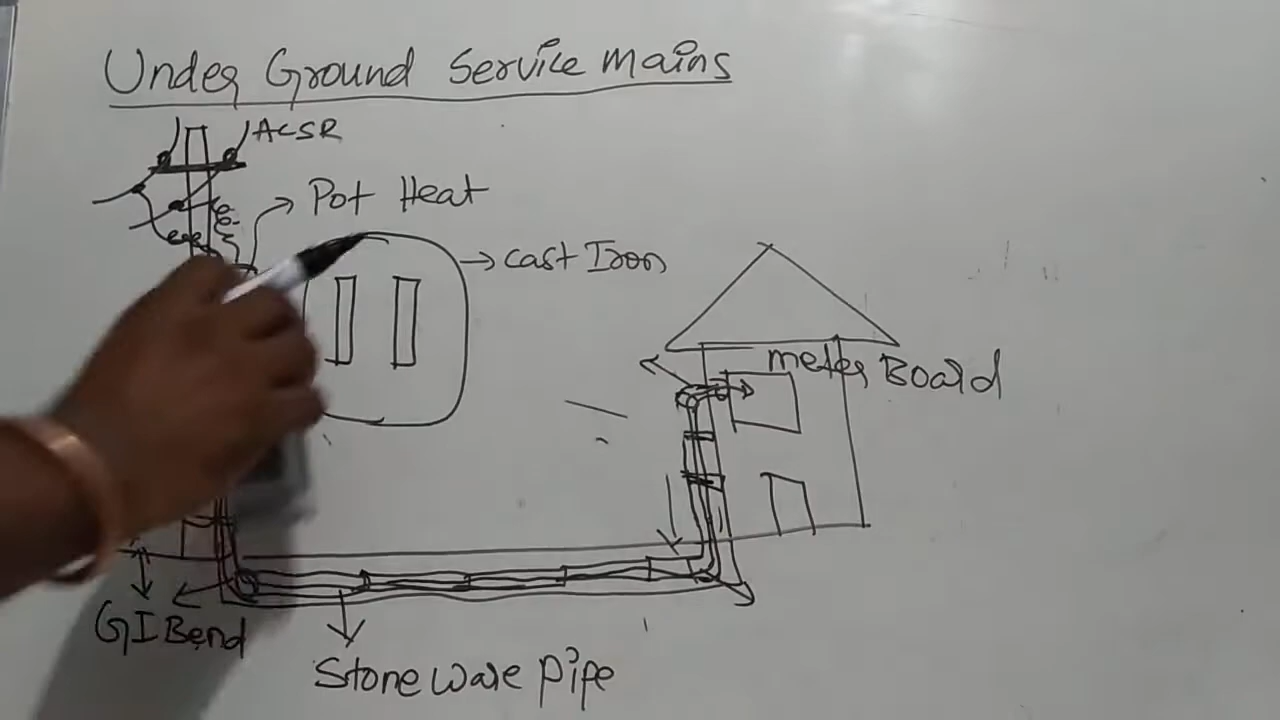 Under Ground Service mains
ACSR
Pot Heat
Cast Iron
meter Board
GI Bend
Stone ware pipe